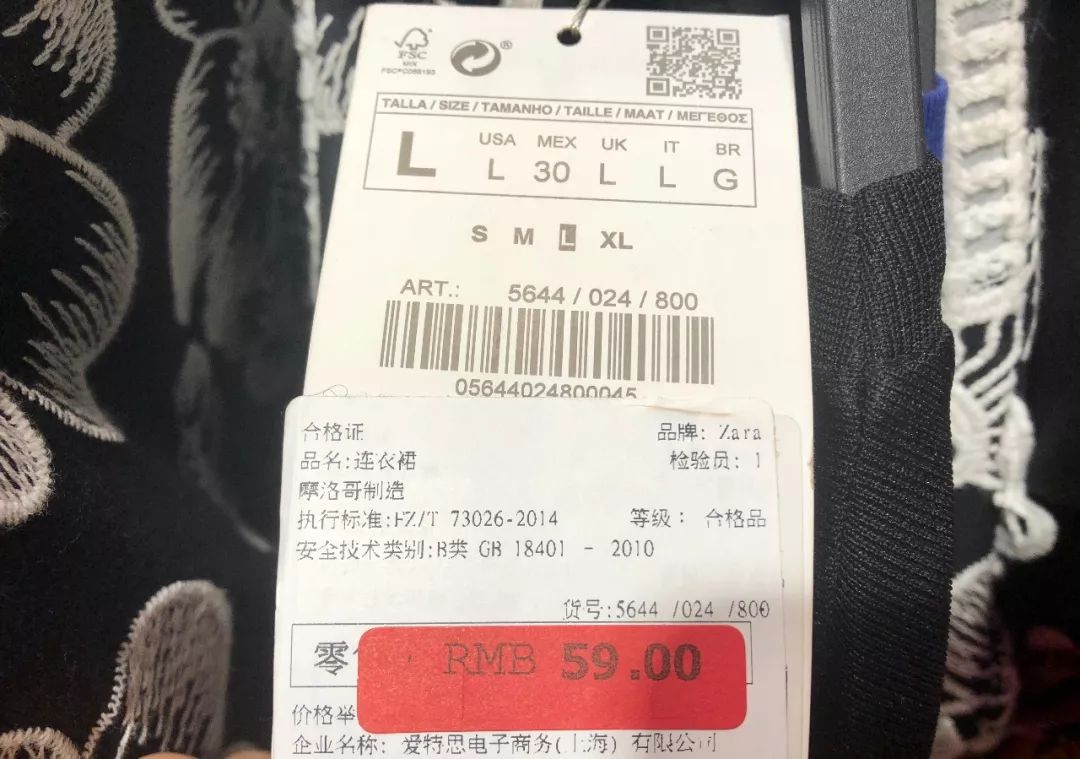 FSC
MIX
®
TALLA / SIZE / TAMANHO / TAILLE / MAAT / ΜΕΓΕΘΟΣ
L
USA MEX UK IT BR
L 30 L L G
S M L XL
ART.: 5644 / 024 / 800
05644024800045
合格证 品牌: Zara
品名:连衣裙 检验员: 1
摩洛哥制造
执行标准:FZ/T 73026-2014 等级: 合格品
安全技术类别:B类 GB 18401 - 2010
货号:5644 /024 /800
零
RMB 59.00
价格举
企业名称: 爱特思电子商务(上海) 有限公司